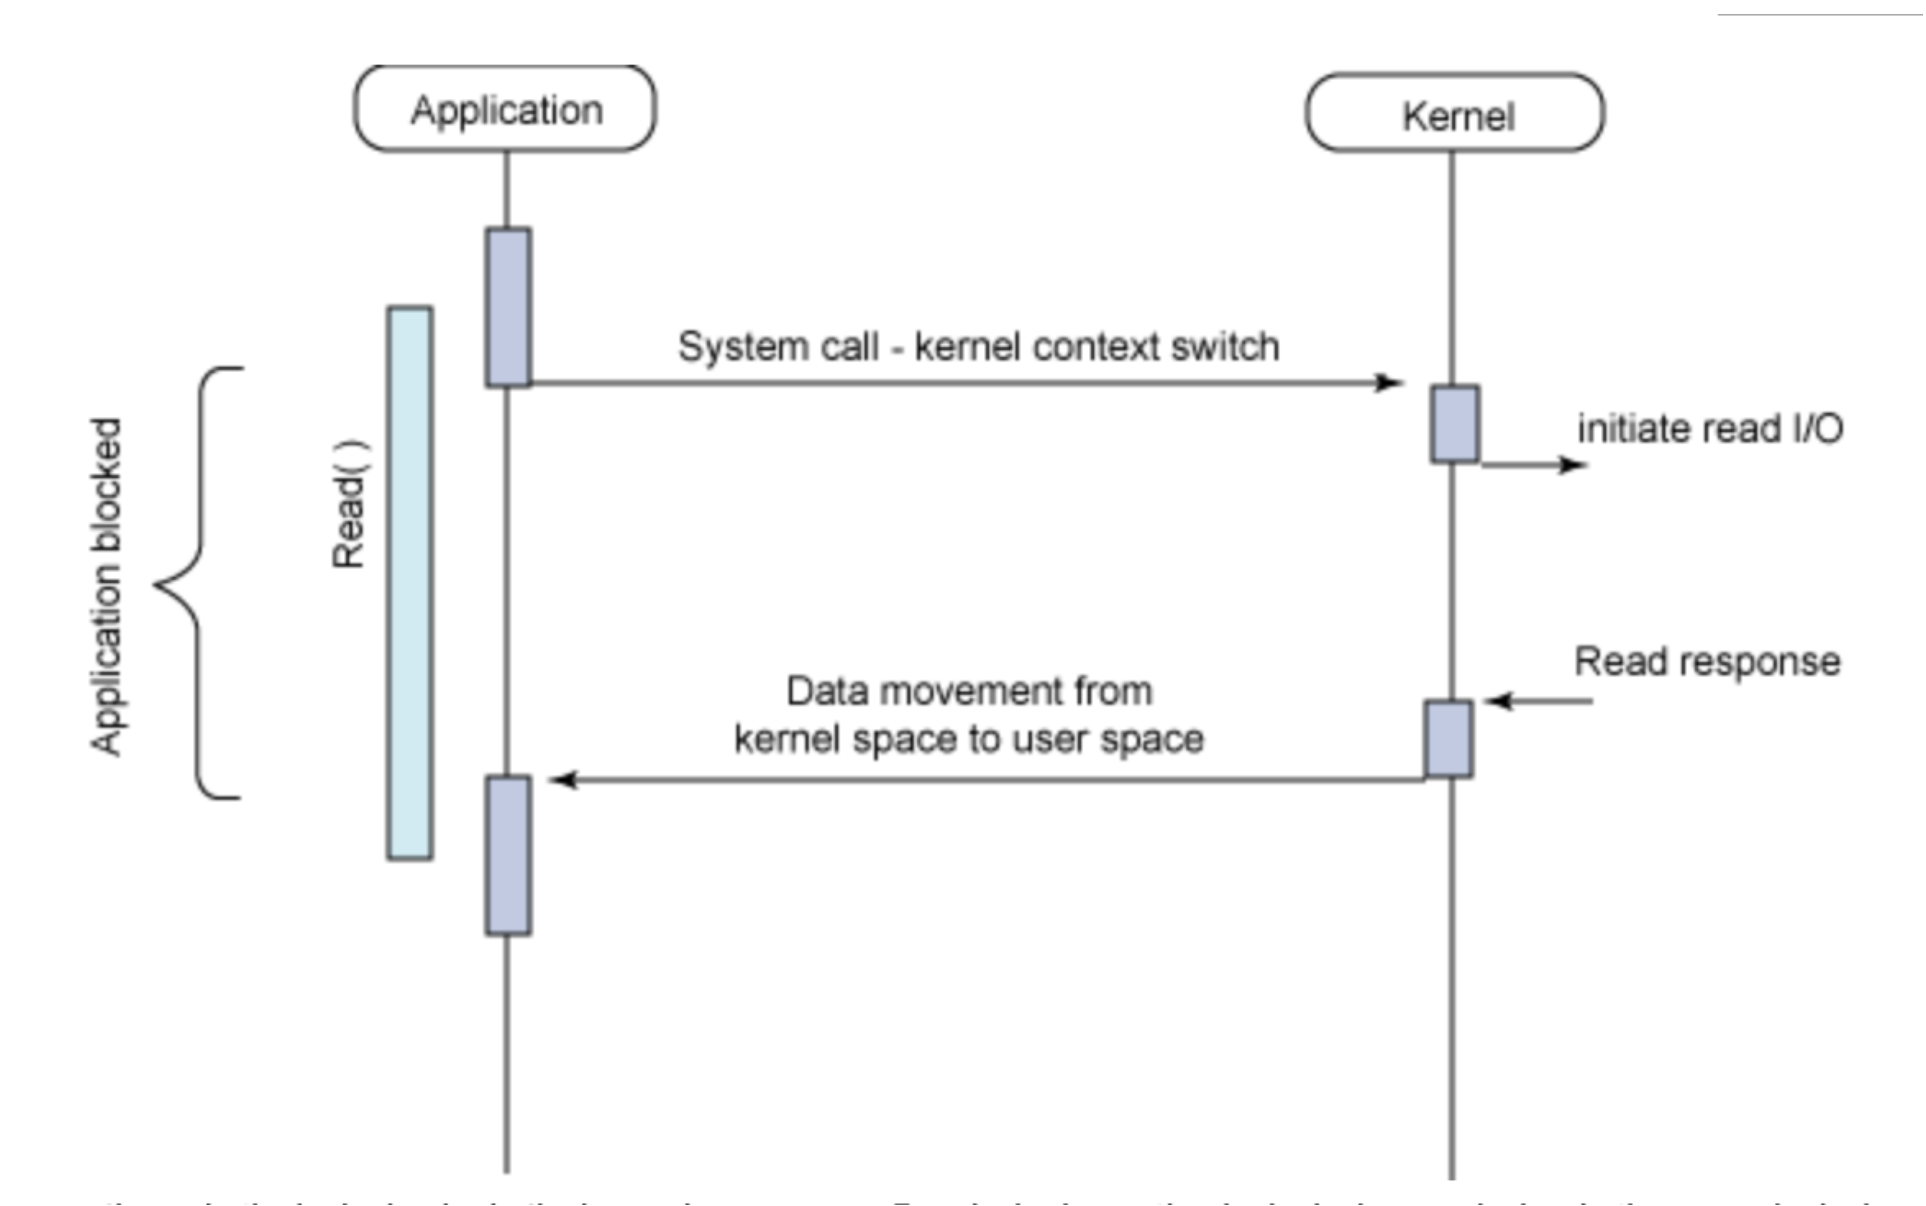 Application
Kernel
System call - kernel context switch
initiate read I/O
Application blocked
Read( )
Read response
Data movement from
kernel space to user space